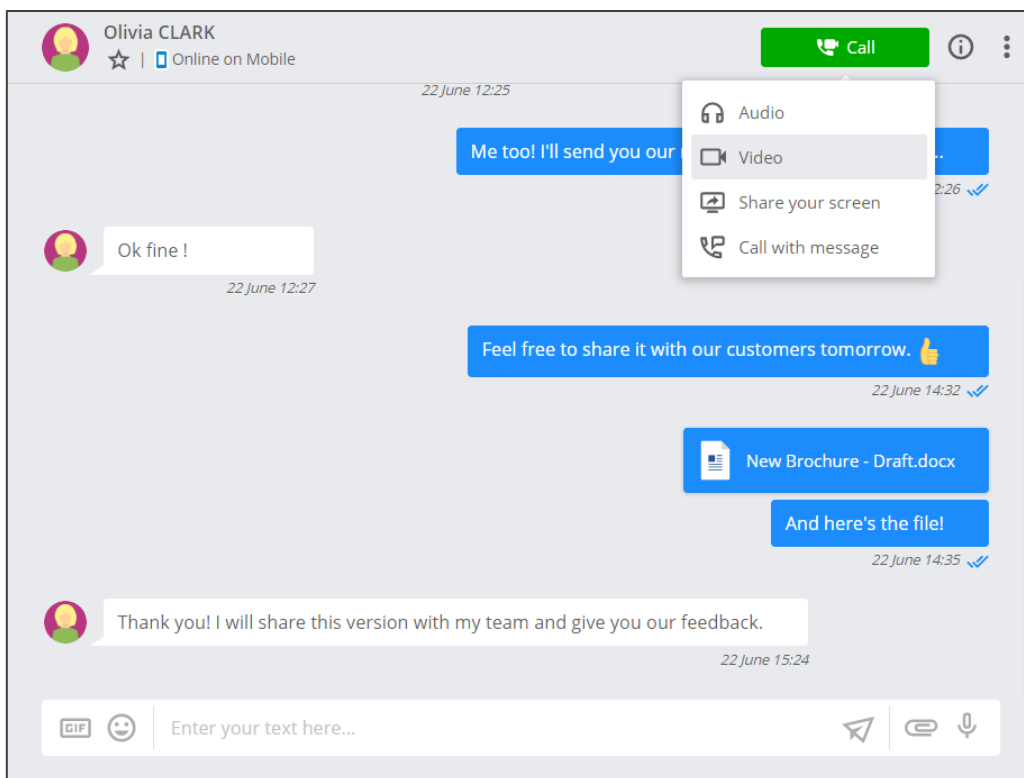 Olivia CLARK
Call
| Online on Mobile
22 June 12:25
Audio
Me too! I'll send you our
..
Video
2:26
Share your screen
Ok fine !
Call with message
22 June 12:27
Feel free to share it with our customers tomorrow. 👍
22 June 14:32
New Brochure - Draft.docx
And here's the file!
22 June 14:35
Thank you! I will share this version with my team and give you our feedback.
22 June 15:24
GIF
Enter your text here...